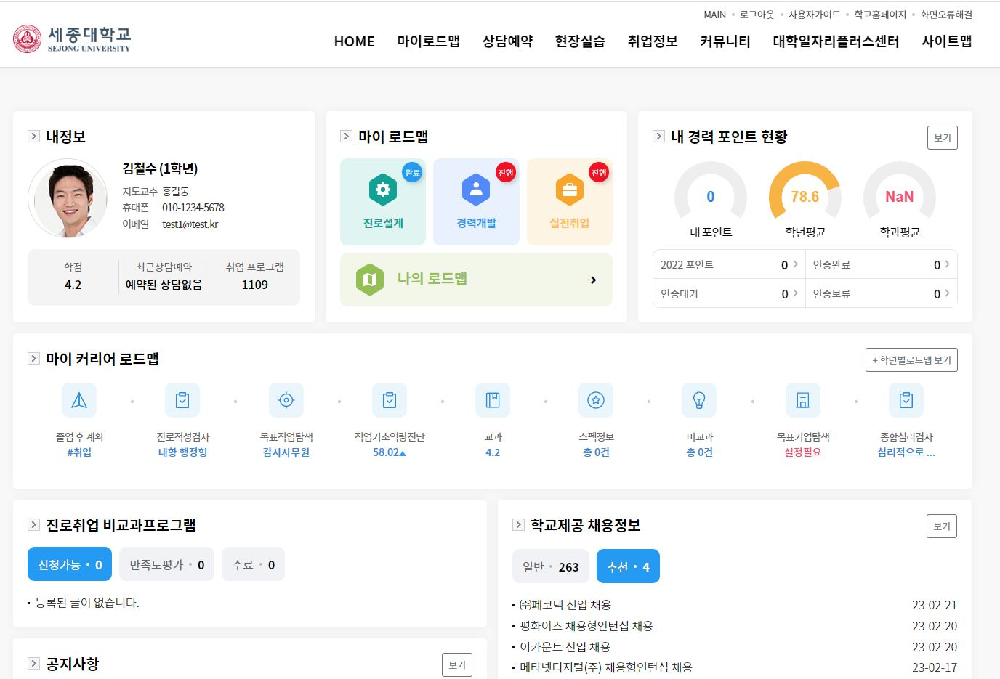 MAIN • 로그아웃 • 사용자가이드 • 학교홈페이지 • 화면오류해결
세종대학교
SEJONG UNIVERSITY
HOME 마이로드맵 상담예약 현장실습 취업정보 커뮤니티 대학일자리플러스센터 사이트맵
내정보
김철수 (1학년)
지도교수 홍길동
휴대폰 010-1234-5678
이메일 test1@test.kr
학점 최근상담예약 취업 프로그램
4.2 예약된 상담없음 1109
마이 로드맵
완료 진행 진행
진로설계 경력개발 실전취업
나의 로드맵
내 경력 포인트 현황 보기
0 78.6 NaN
내 포인트 학년평균 학과평균
2022 포인트 0 인증완료 0
인증대기 0 인증보류 0
마이 커리어 로드맵 + 학년별로드맵 보기
졸업 후 계획 진로적성검사 목표직업탐색 직업기초역량진단 교과 스펙정보 비교과 목표기업탐색 종합심리검사
#취업 내향 행정형 감사사무원 58.02▲ 4.2 총 0건 총 0건 설정필요 심리적으로 ...
진로취업 비교과프로그램
신청가능 • 0 만족도평가 • 0 수료 • 0
• 등록된 글이 없습니다.
공지사항 보기
학교제공 채용정보 보기
일반 • 263 추천 • 4
• ㈜페코텍 신입 채용 23-02-21
• 평화이즈 채용형인턴십 채용 23-02-20
• 이카운트 신입 채용 23-02-20
• 메타넷디지털(주) 채용형인턴십 채용 23-02-17